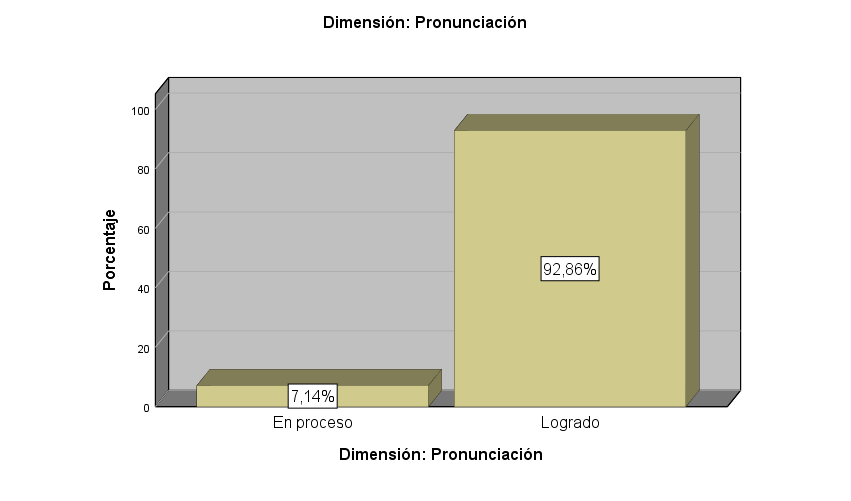 Dimensión: Pronunciación
100
80
60
40
20
0
Porcentaje
7,14%
92,86%
En proceso
Logrado
Dimensión: Pronunciación